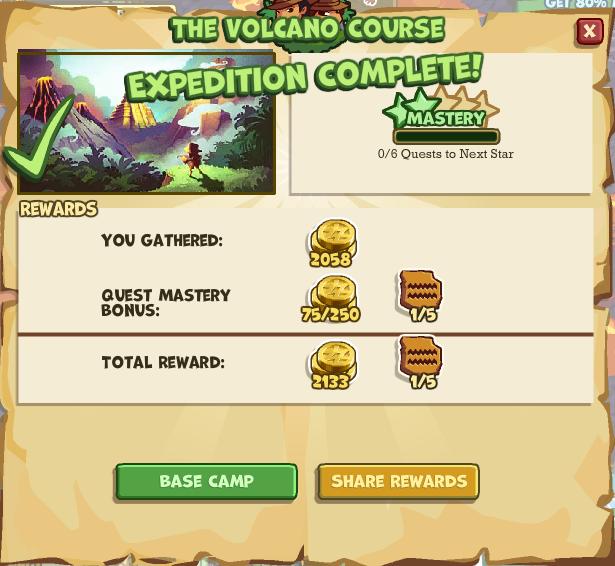 GET 80%
THE VOLCANO COURSE
X
EXPEDITION COMPLETE!
MASTERY
0/6 Quests to Next Star
REWARDS
YOU GATHERED:
2058
QUEST MASTERY
BONUS:
75/250 1/5
TOTAL REWARD:
2133 1/5
BASE CAMP SHARE REWARDS